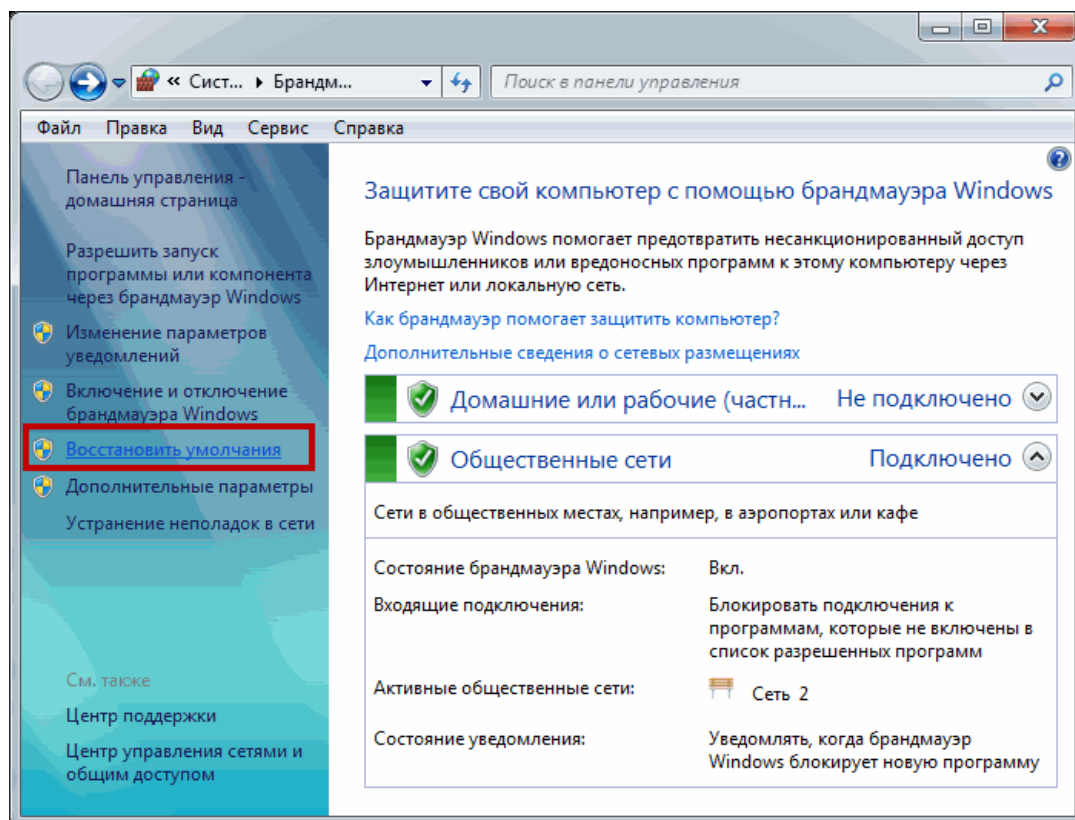 « Сист... Брандм...
Поиск в панели управления
Файл Правка Вид Сервис Справка
Панель управления -
домашняя страница
Разрешить запуск
программы или компонента
через брандмауэр Windows
Изменение параметров
уведомлений
Включение и отключение
брандмауэра Windows
Восстановить умолчания
Дополнительные параметры
Устранение неполадок в сети
См. также
Центр поддержки
Центр управления сетями и
общим доступом
Защитите свой компьютер с помощью брандмауэра Windows
Брандмауэр Windows помогает предотвратить несанкционированный доступ
злоумышленников или вредоносных программ к этому компьютеру через
Интернет или локальную сеть.
Как брандмауэр помогает защитить компьютер?
Дополнительные сведения о сетевых размещениях
Домашние или рабочие (частн... Не подключено
Общественные сети Подключено
Сети в общественных местах, например, в аэропортах или кафе
Состояние брандмауэра Windows: Вкл.
Входящие подключения: Блокировать подключения к
программам, которые не включены в
список разрешенных программ
Активные общественные сети: Сеть 2
Состояние уведомления: Уведомлять, когда брандмауэр
Windows блокирует новую программу